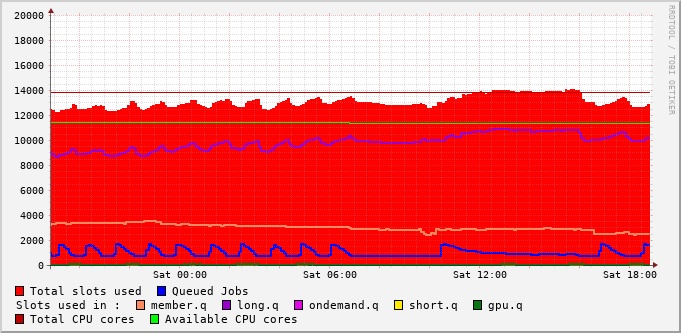 20000
18000
16000
14000
12000
10000
8000
6000
4000
2000
0
Sat 00:00 Sat 06:00 Sat 12:00 Sat 18:00
RRDTOOL / TOBI OETIKER
Total slots used Queued Jobs
Slots used in : member.q long.q ondemand.q short.q gpu.q
Total CPU cores Available CPU cores